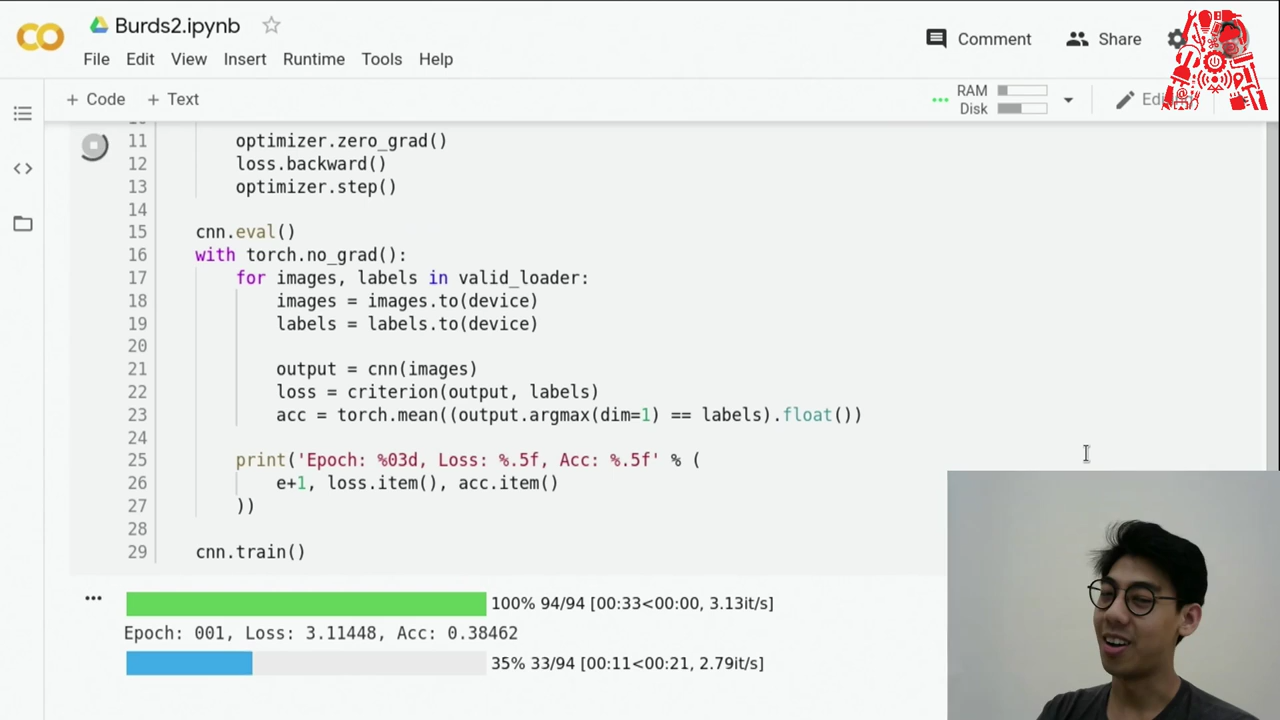 Burds2.ipynb
Comment
Share
File Edit View Insert Runtime Tools Help
+ Code + Text
RAM
Disk
11 optimizer.zero_grad()
12 loss.backward()
13 optimizer.step()
14
15 cnn.eval()
16 with torch.no_grad():
17 for images, labels in valid_loader:
18 images = images.to(device)
19 labels = labels.to(device)
20
21 output = cnn(images)
22 loss = criterion(output, labels)
23 acc = torch.mean((output.argmax(dim=1) == labels).float())
24
25 print('Epoch: %03d, Loss: %.5f, Acc: %.5f' % (
26 e+1, loss.item(), acc.item()
27 ))
28
29 cnn.train()
100% 94/94 [00:33<00:00, 3.13it/s]
Epoch: 001, Loss: 3.11448, Acc: 0.38462
35% 33/94 [00:11<00:21, 2.79it/s]